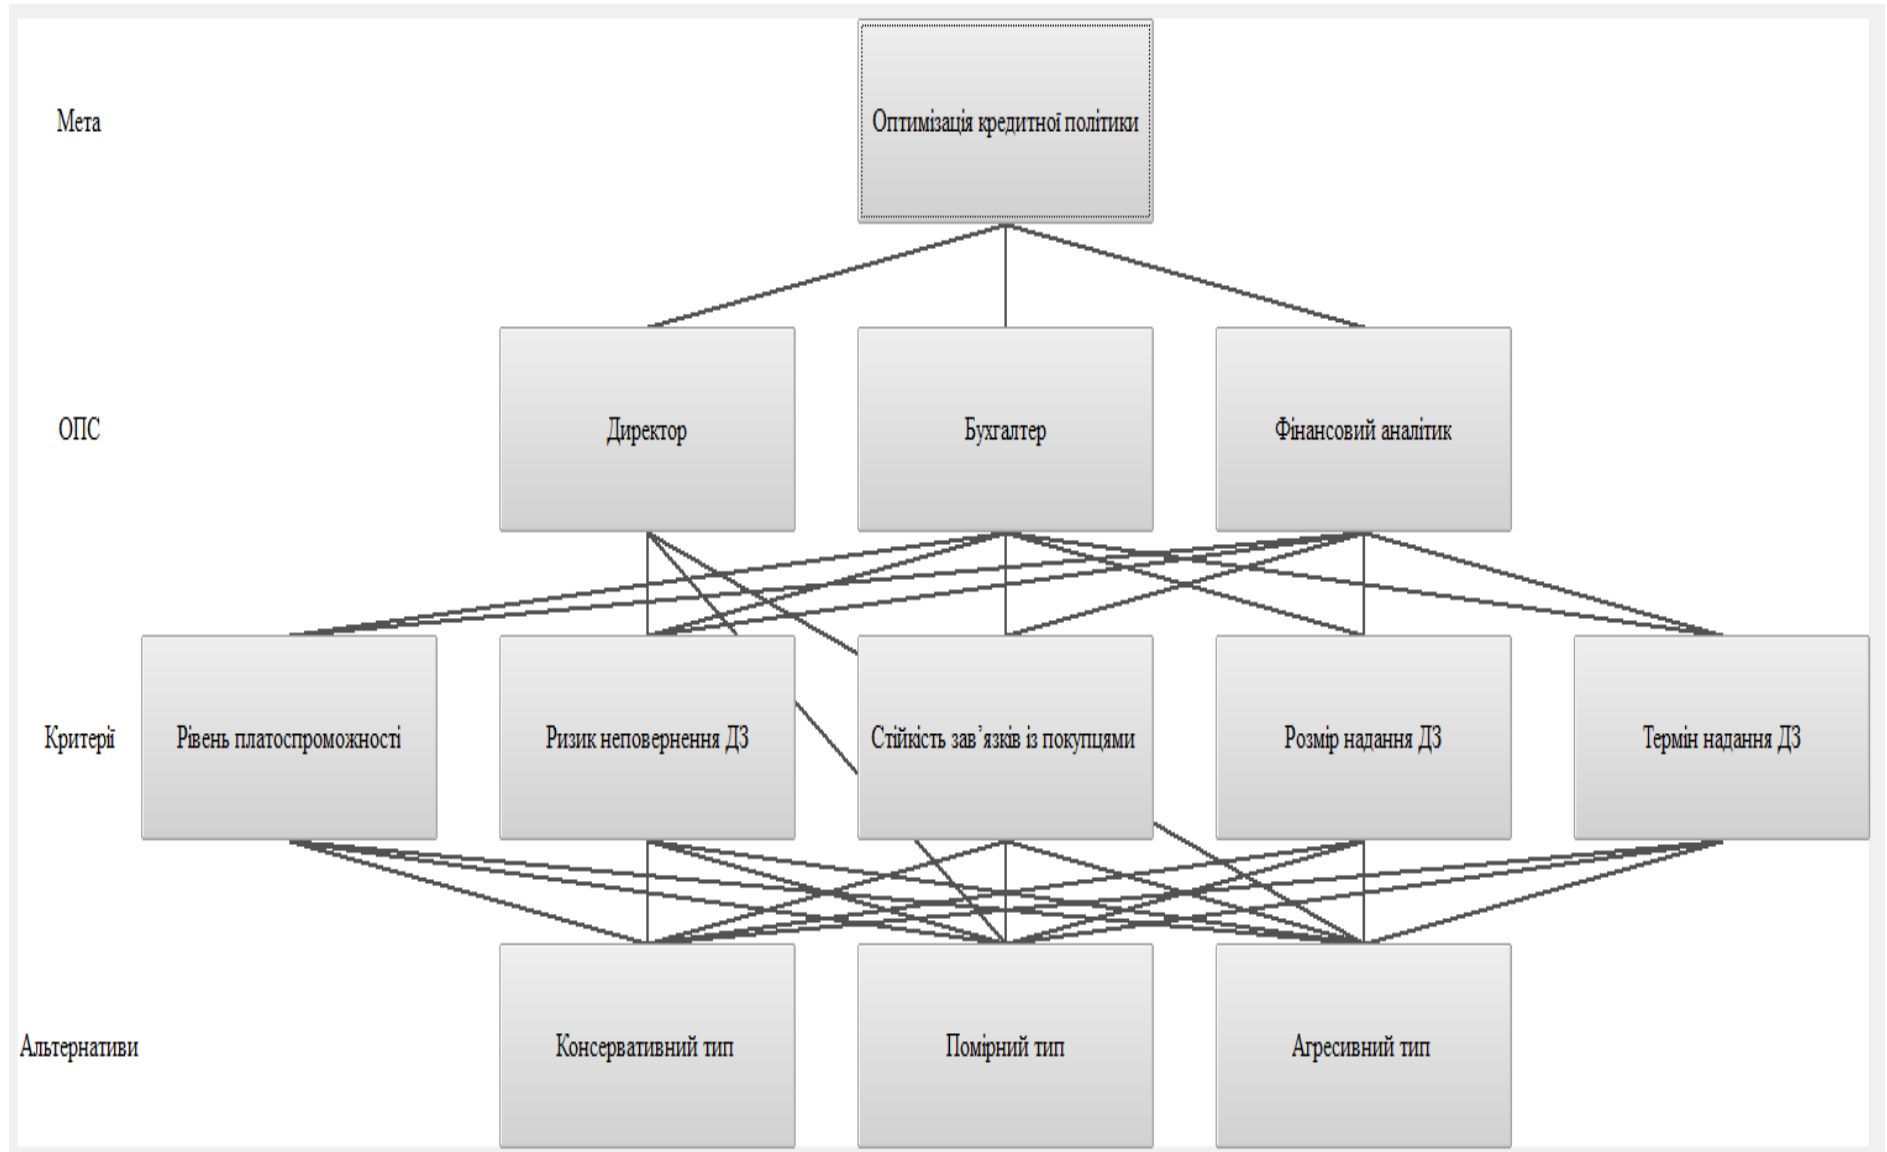 Мета
Оптимізація кредитної політики
ОПС
Директор
Бухгалтер
Фінансовий аналітик
Критерії
Рівень платоспроможності
Ризик неповернення ДЗ
Стійкість зав’язків із покупцями
Розмір надання ДЗ
Термін надання ДЗ
Альтернативи
Консервативний тип
Помірний тип
Агресивний тип